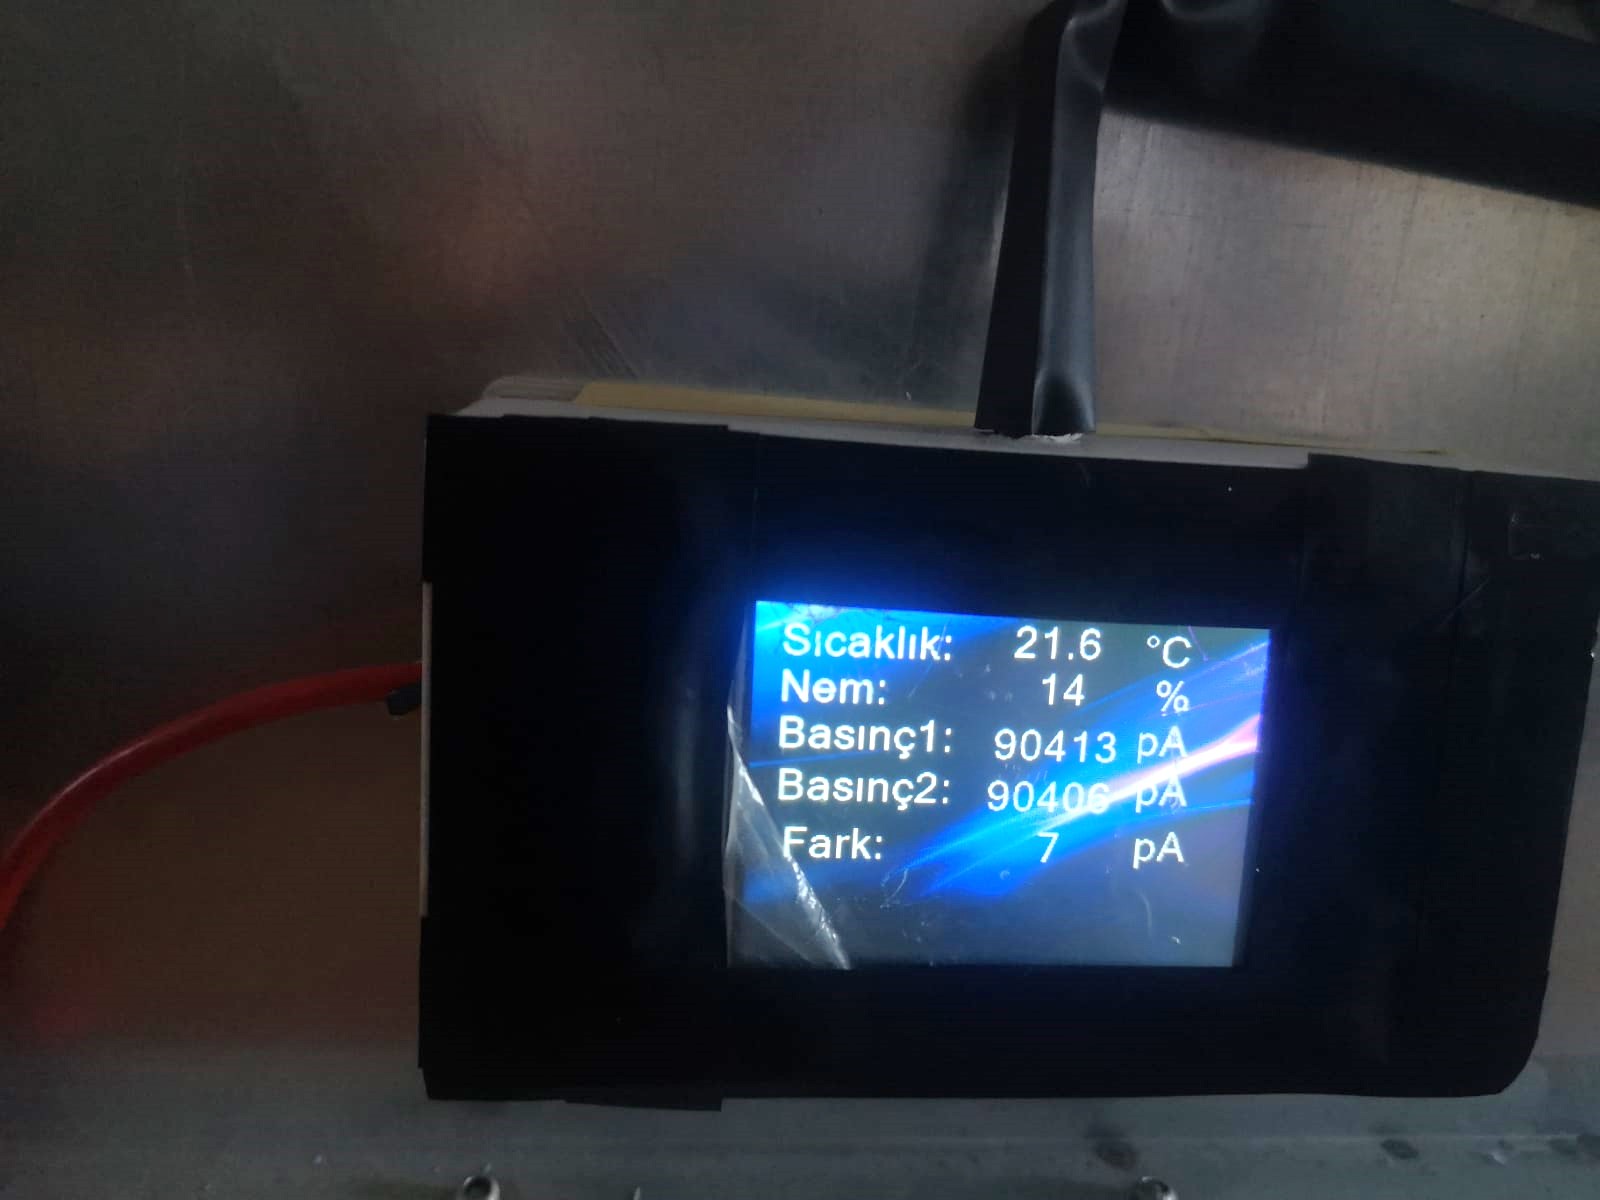 Sıcaklık: 21.6 °C
Nem: 14 %
Basınç1: 90413 pA
Basınç2: 90406 pA
Fark: 7 pA